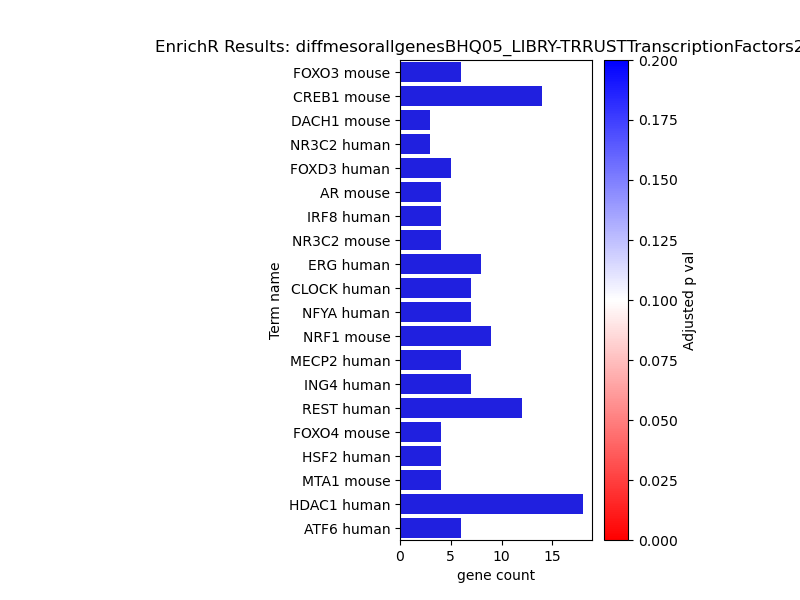 EnrichR Results: diffmesorallgenesBHQ05_LIBRY-TRRUSTTranscriptionFactors2
FOXO3 mouse
CREB1 mouse
DACH1 mouse
NR3C2 human
FOXD3 human
AR mouse
IRF8 human
NR3C2 mouse
ERG human
CLOCK human
NFYA human
NRF1 mouse
MECP2 human
ING4 human
REST human
FOXO4 mouse
HSF2 human
MTA1 mouse
HDAC1 human
ATF6 human
Term name
0 5 10 15
gene count
0.200
0.175
0.150
0.125
0.100
0.075
0.050
0.025
0.000
Adjusted p val